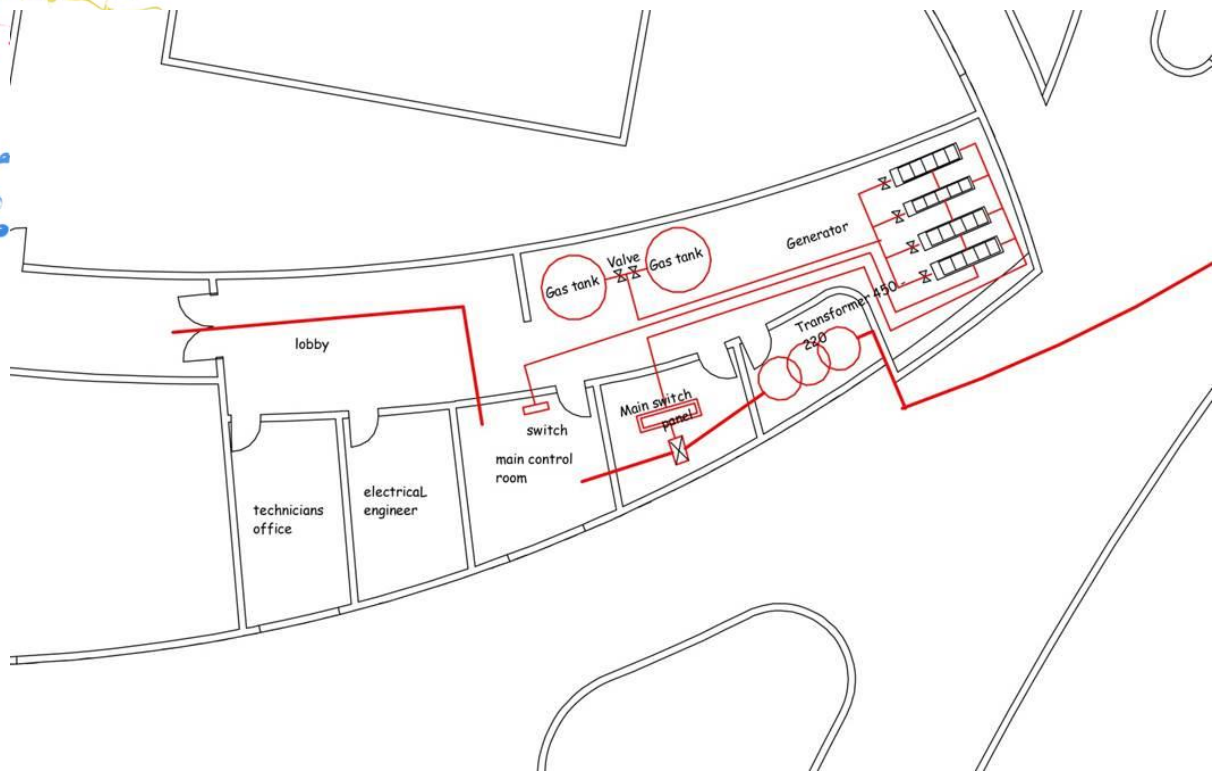 Gas tank
Valve
Gas tank
Generator
Transformer 450 -
220
lobby
Main switch
panel
switch
main control
room
electricaL
engineer
technicians
office